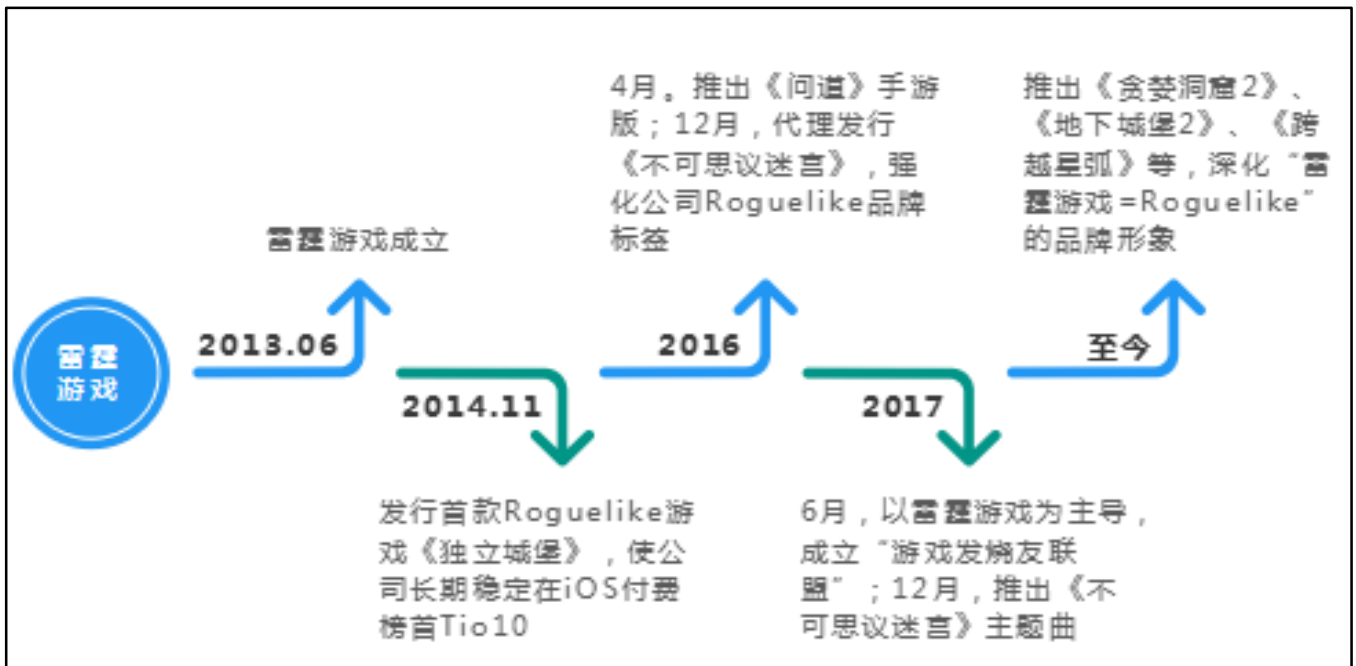 雷霆
游戏
2013.06
雷霆游戏成立
2014.11
发行首款Roguelike游
戏《独立城堡》，使公
司长期稳定在iOS付费
榜首Tio10
2016
4月。推出《问道》手游
版；12月，代理发行
《不可思议迷宫》，强
化公司Roguelike品牌
标签
2017
6月，以雷霆游戏为主导，
成立“游戏发烧友联
盟”；12月，推出《不
可思议迷宫》主题曲
至今
推出《贪婪洞窟2》、
《地下城堡2》、《跨
越星弧》等，深化“雷
霆游戏=Roguelike”
的品牌形象